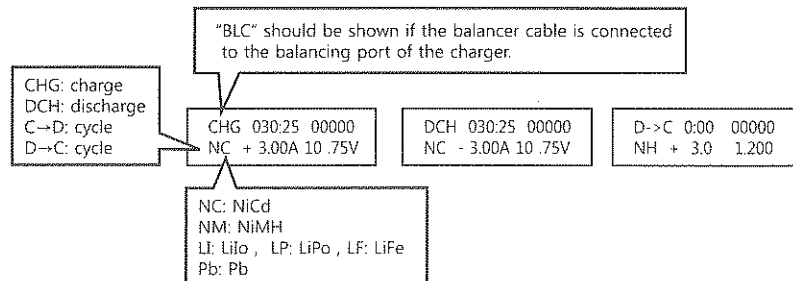 "BLC" should be shown if the balancer cable is connected
to the balancing port of the charger.
CHG: charge
DCH: discharge
C→D: cycle
D→C: cycle
CHG 030:25 00000
NC + 3.00A 10 .75V
DCH 030:25 00000
NC - 3.00A 10 .75V
D->C 0:00 00000
NH + 3.0 1.200
NC: NiCd
NM: NiMH
LI: LiIo , LP: LiPo , LF: LiFe
Pb: Pb